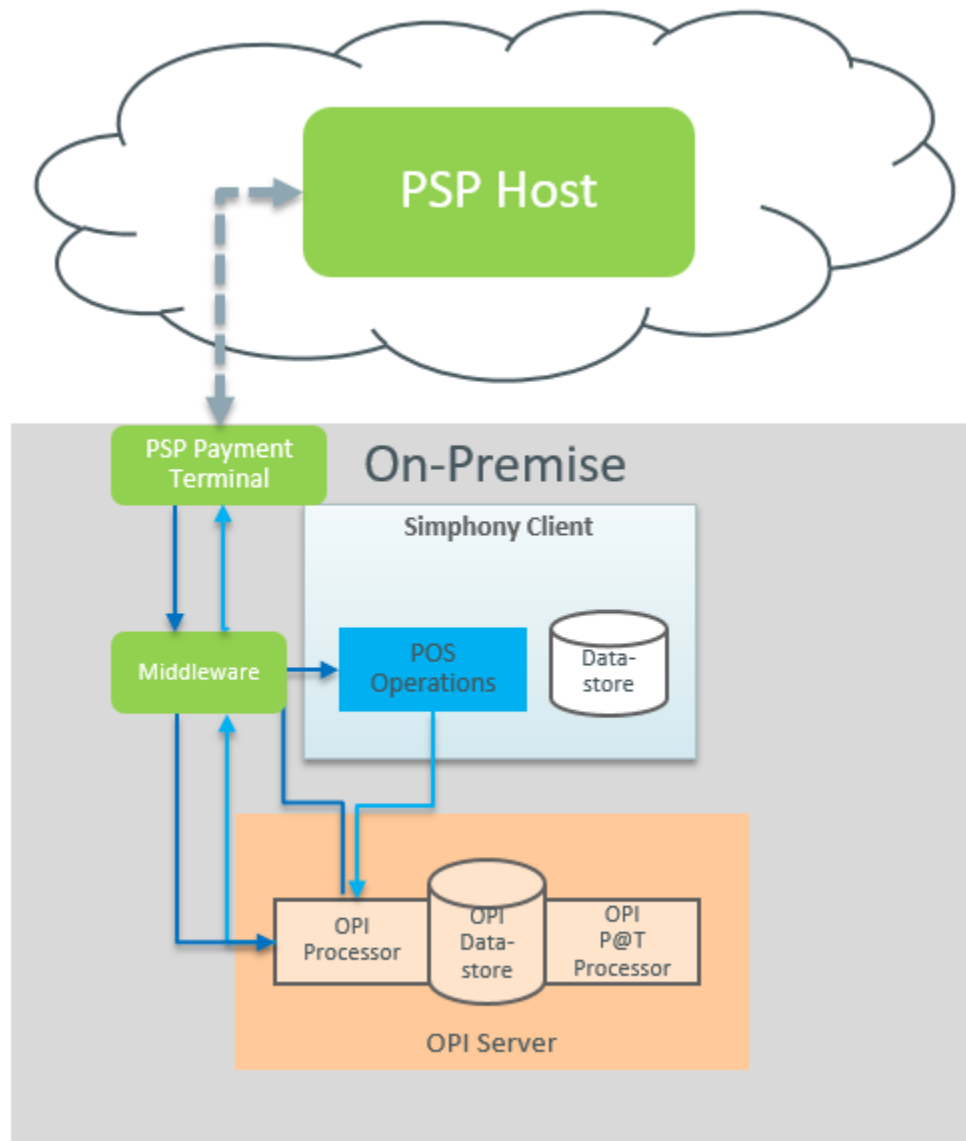 PSP Host
PSP Payment
Terminal
On-Premise
Simphony Client
Middleware
POS
Operations
Data-
store
OPI
Processor
OPI
Data-
store
OPI
P@T
Processor
OPI Server